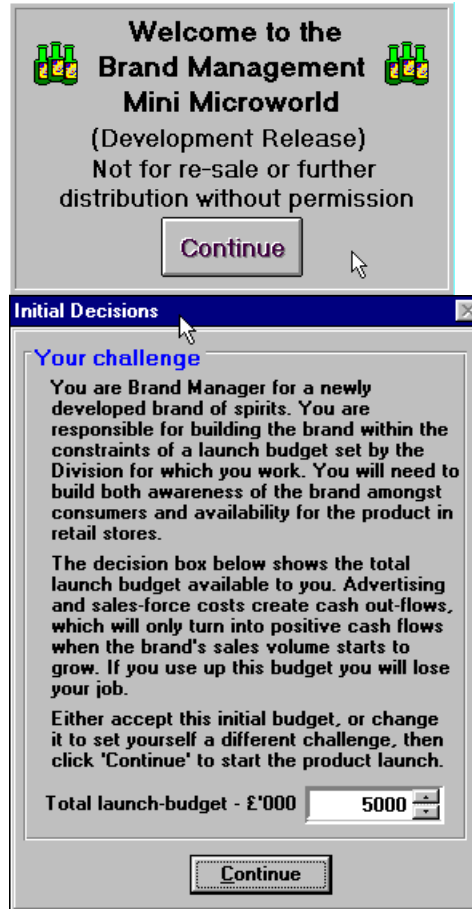 Welcome to the
Brand Management
Mini Microworld
(Development Release)
Not for re-sale or further
distribution without permission
Continue
Initial Decisions
Your challenge
You are Brand Manager for a newly
developed brand of spirits. You are
responsible for building the brand within the
constraints of a launch budget set by the
Division for which you work. You will need to
build both awareness of the brand amongst
consumers and availability for the product in
retail stores.
The decision box below shows the total
launch budget available to you. Advertising
and sales-force costs create cash out-flows,
which will only turn into positive cash flows
when the brand's sales volume starts to
grow. If you use up this budget you will lose
your job.
Either accept this initial budget, or change
it to set yourself a different challenge, then
click 'Continue' to start the product launch.
Total launch-budget - £'000 5000
Continue